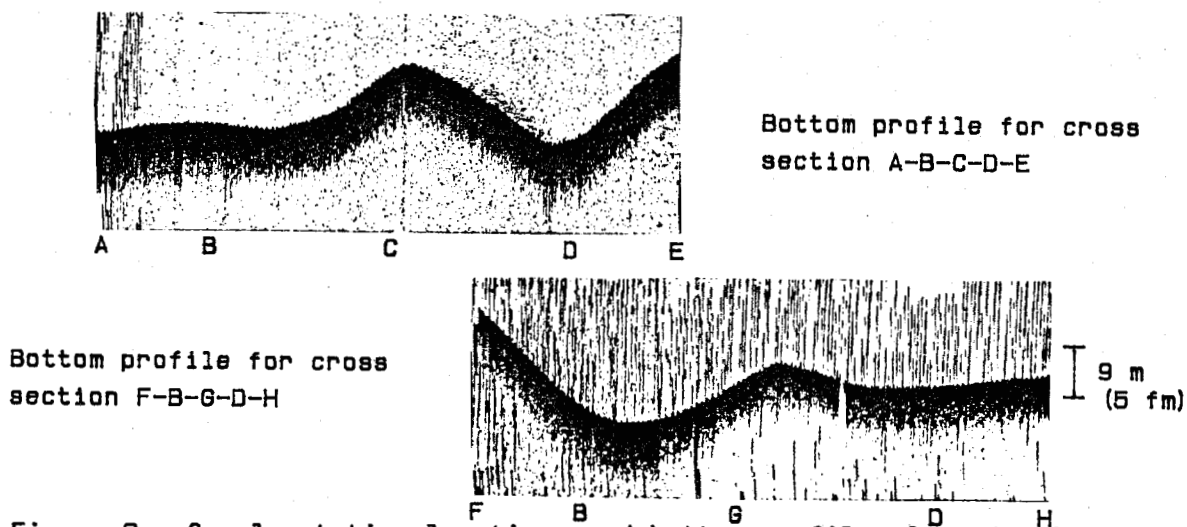 Bottom profile for cross
section A-B-C-D-E
A B C D E
Bottom profile for cross
section F-B-G-D-H
9 m
(5 fm)
F B G D H